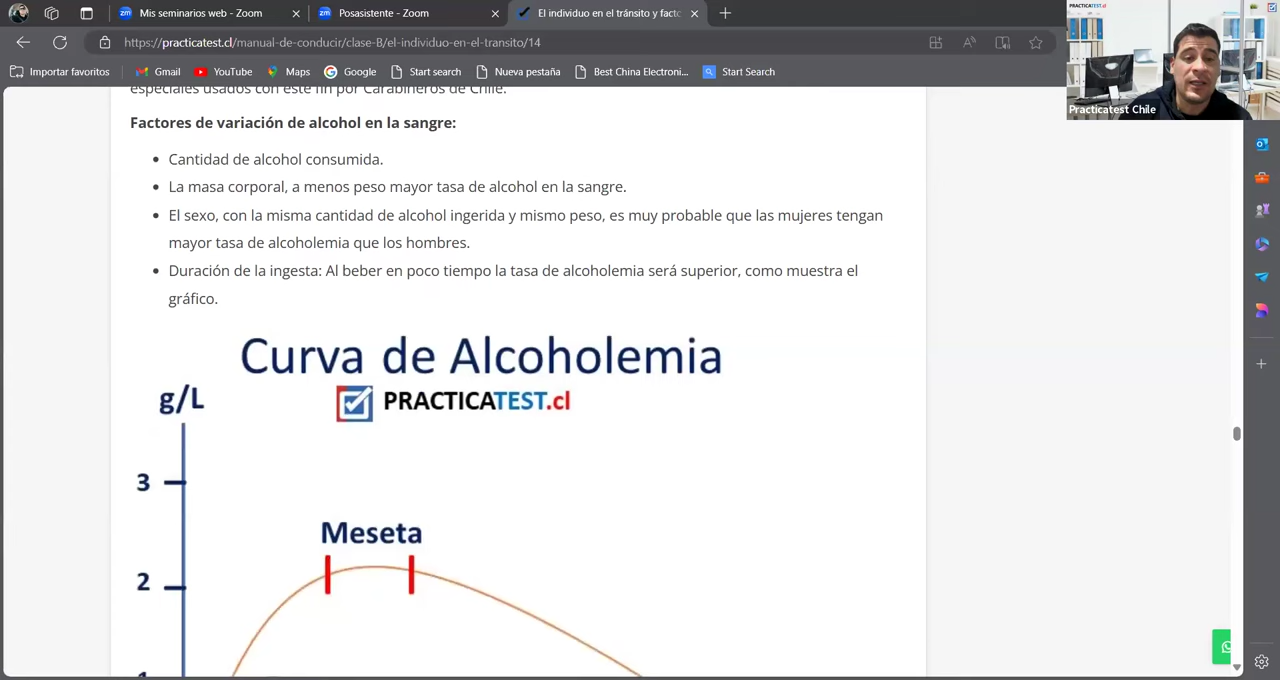 Mis seminarios web - Zoom
Posasistente - Zoom
El individuo en el tránsito y facto
https://practicatest.cl/manual-de-conducir/clase-B/el-individuo-en-el-transito/14
Importar favoritos
Gmail
YouTube
Maps
Google
Start search
Nueva pestaña
Best China Electroni...
Start Search
PRACTICATEST.cl
Practicatest Chile
especiales usados con este fin por Carabineros de Chile.
Factores de variación de alcohol en la sangre:
Cantidad de alcohol consumida.
La masa corporal, a menos peso mayor tasa de alcohol en la sangre.
El sexo, con la misma cantidad de alcohol ingerida y mismo peso, es muy probable que las mujeres tengan
mayor tasa de alcoholemia que los hombres.
Duración de la ingesta: Al beber en poco tiempo la tasa de alcoholemia será superior, como muestra el
gráfico.
Curva de Alcoholemia
PRACTICATEST.cl
g/L
3
Meseta
2